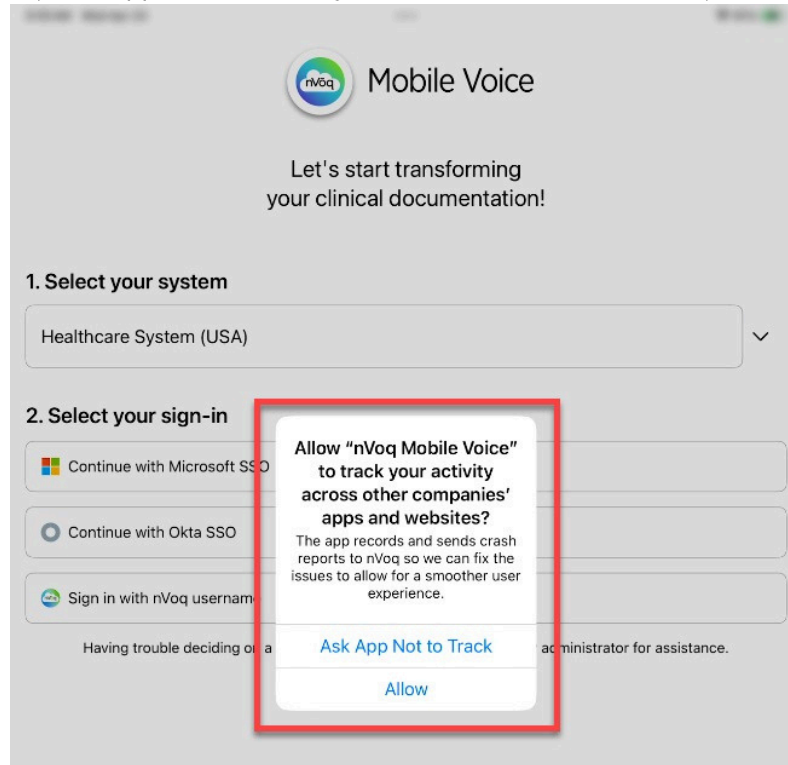 nVōq Mobile Voice
Let's start transforming
your clinical documentation!
1. Select your system
Healthcare System (USA)
2. Select your sign-in
Continue with Microsoft SSO
Continue with Okta SSO
Sign in with nVoq usernam
Having trouble deciding administrator for assistance.
Allow “nVoq Mobile Voice”
to track your activity
across other companies’
apps and websites?
The app records and sends crash
reports to nVoq so we can fix the
issues to allow for a smoother user
experience.
Ask App Not to Track
Allow